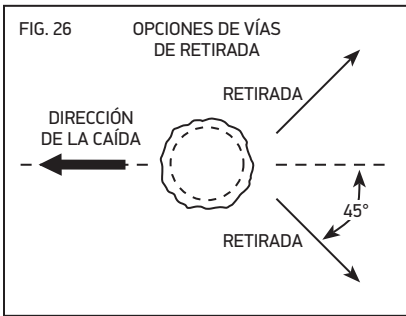 FIG. 26
OPCIONES DE VÍAS
DE RETIRADA
RETIRADA
DIRECCIÓN
DE LA CAÍDA
45°
RETIRADA